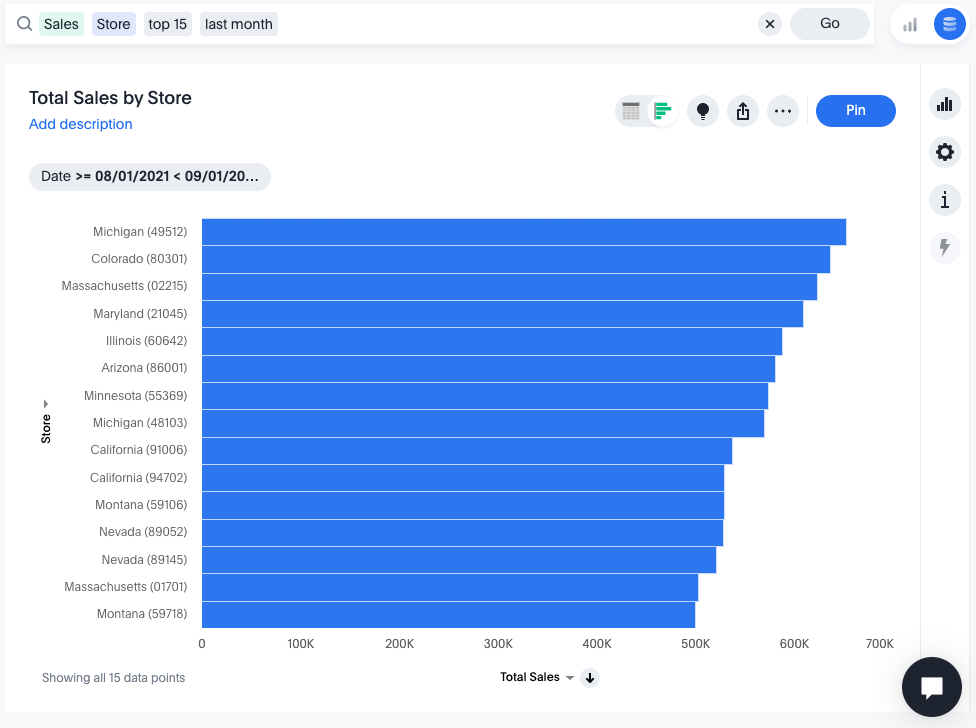 Sales Store top 15 last month
Go
Total Sales by Store
Add description
Pin
Date >= 08/01/2021 < 09/01/20...
Michigan (49512)
Colorado (80301)
Massachusetts (02215)
Maryland (21045)
Illinois (60642)
Arizona (86001)
Minnesota (55369)
Michigan (48103)
California (91006)
California (94702)
Montana (59106)
Nevada (89052)
Nevada (89145)
Massachusetts (01701)
Montana (59718)
Store
0 100K 200K 300K 400K 500K 600K 700K
Total Sales
Showing all 15 data points